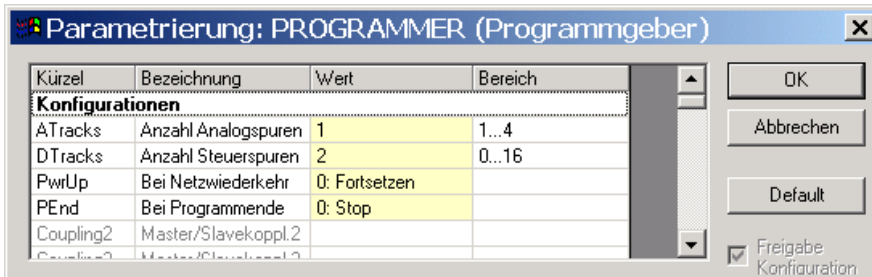 Parametrierung: PROGRAMMER (Programmgeber)
Kürzel Bezeichnung Wert Bereich
Konfigurationen
ATracks Anzahl Analogspuren 1 1...4
DTracks Anzahl Steuerspuren 2 0...16
PwrUp Bei Netzwiederkehr 0: Fortsetzen
PEnd Bei Programmende 0: Stop
Coupling2 Master/Slavekoppl.2
OK
Abbrechen
Default
Freigabe
Konfiguration